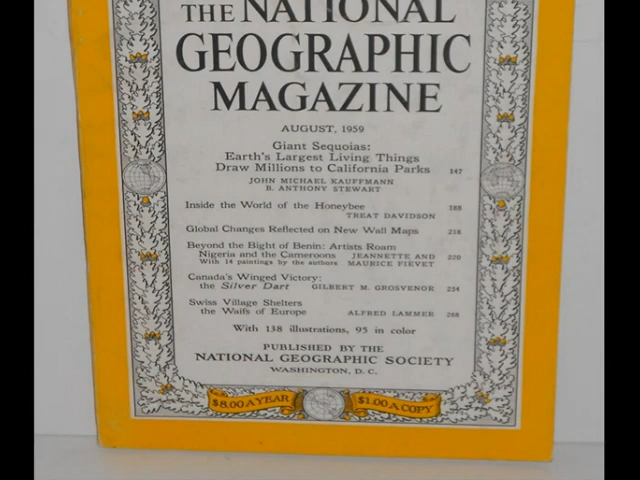 THE NATIONAL
GEOGRAPHIC
MAGAZINE
AUGUST, 1959
Giant Sequoias:
Earth's Largest Living Things
Draw Millions to California Parks 147
JOHN MICHAEL KAUFFMANN
B. ANTHONY STEWART
Inside the World of the Honeybee 188
TREAT DAVIDSON
Global Changes Reflected on New Wall Maps 218
Beyond the Bight of Benin: Artists Roam
Nigeria and the Cameroons JEANNETTE AND 220
With 14 paintings by the authors MAURICE FIEVET
Canada's Winged Victory:
the Silver Dart GILBERT M. GROSVENOR 254
Swiss Village Shelters
the Waifs of Europe ALFRED LAMMER 268
With 138 illustrations, 95 in color
PUBLISHED BY THE
NATIONAL GEOGRAPHIC SOCIETY
WASHINGTON, D. C.
$8.00 A YEAR $1.00 A COPY